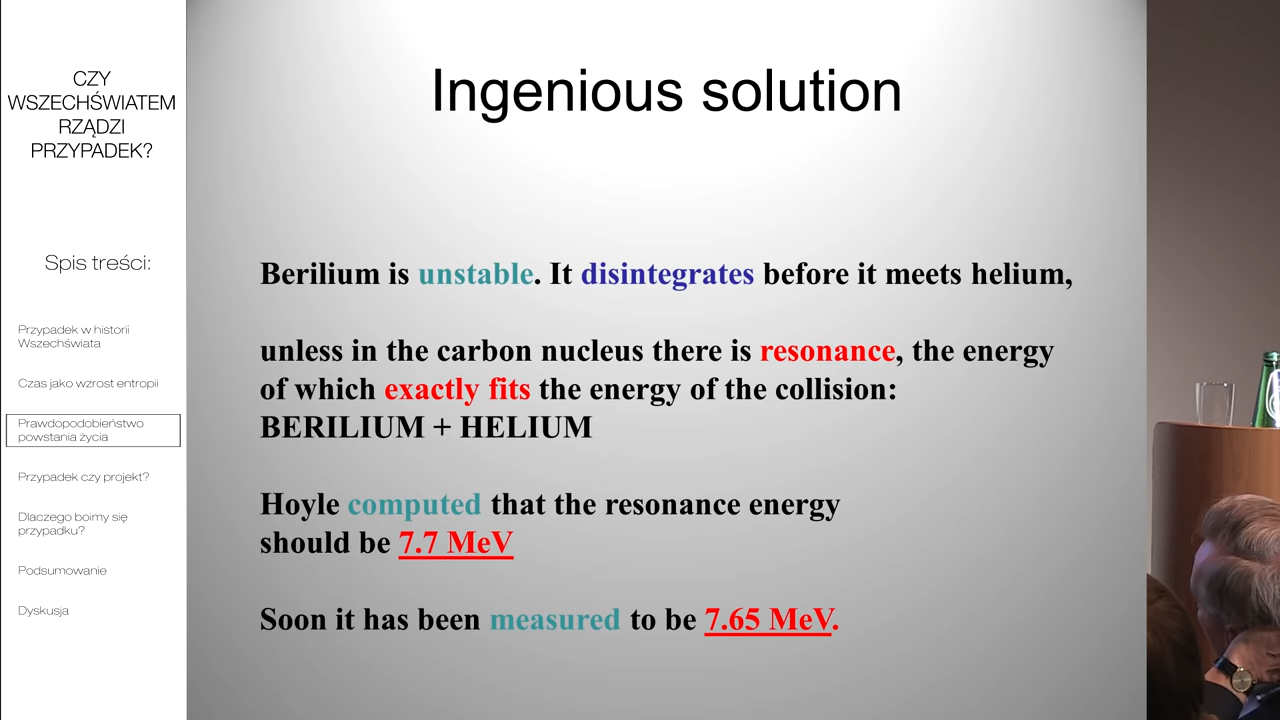 CZY
WSZECHŚWIATEM
RZĄDZI
PRZYPADEK?
Spis treści:
Przypadek w historii
Wszechświata
Czas jako wzrost entropii
Prawdopodobieństwo
powstania życia
Przypadek czy projekt?
Dlaczego boimy się
przypadku?
Podsumowanie
Dyskusja
Ingenious solution
Berilium is unstable. It disintegrates before it meets helium,
unless in the carbon nucleus there is resonance, the energy
of which exactly fits the energy of the collision:
BERILIUM + HELIUM
Hoyle computed that the resonance energy
should be 7.7 MeV
Soon it has been measured to be 7.65 MeV.